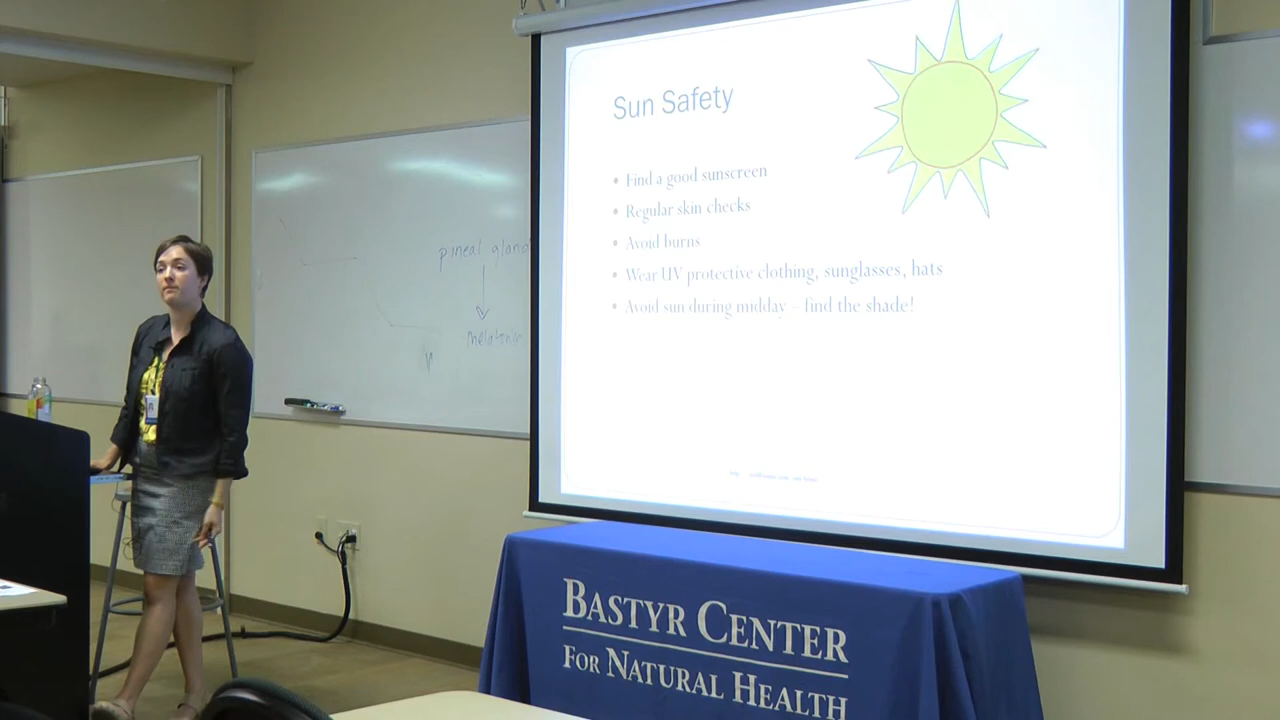 Sun Safety
• Find a good sunscreen
• Regular skin checks
• Avoid burns
• Wear UV protective clothing, sunglasses, hats
• Avoid sun during midday – find the shade!
pineal gland
melatonin
BASTYR CENTER
FOR NATURAL HEALTH